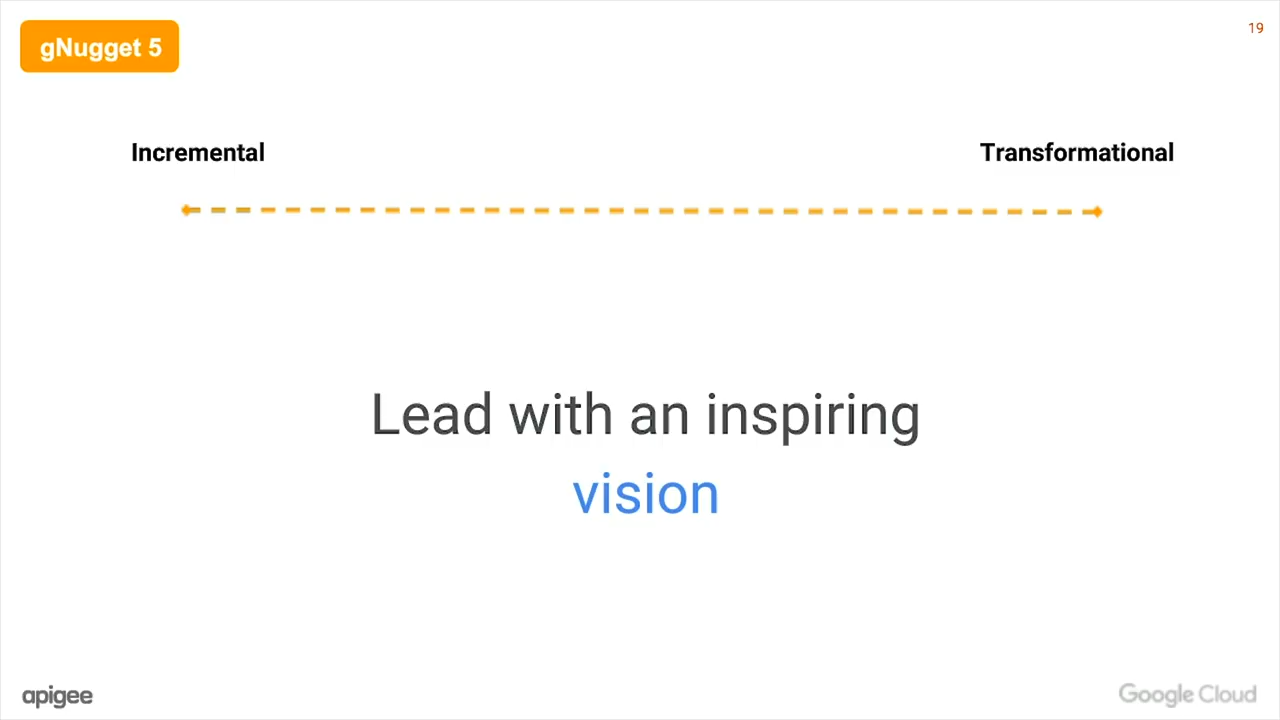 gNugget 5
19
Incremental
Transformational
Lead with an inspiring
vision
apigee
Google Cloud